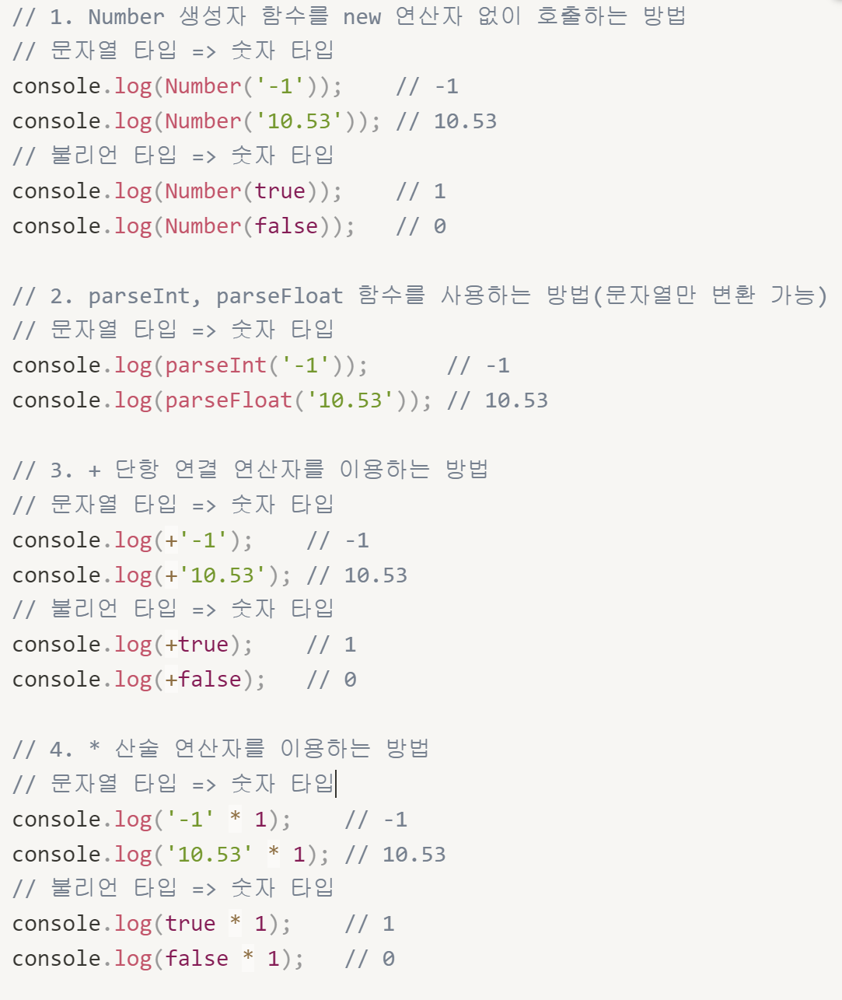 // 1. Number 생성자 함수를 new 연산자 없이 호출하는 방법
// 문자열 타입 => 숫자 타입
console.log(Number('-1'));    // -1
console.log(Number('10.53')); // 10.53
// 불리언 타입 => 숫자 타입
console.log(Number(true));    // 1
console.log(Number(false));   // 0

// 2. parseInt, parseFloat 함수를 사용하는 방법(문자열만 변환 가능)
// 문자열 타입 => 숫자 타입
console.log(parseInt('-1'));      // -1
console.log(parseFloat('10.53')); // 10.53

// 3. + 단항 연결 연산자를 이용하는 방법
// 문자열 타입 => 숫자 타입
console.log(+'-1');    // -1
console.log(+'10.53'); // 10.53
// 불리언 타입 => 숫자 타입
console.log(+true);    // 1
console.log(+false);   // 0

// 4. * 산술 연산자를 이용하는 방법
// 문자열 타입 => 숫자 타입
console.log('-1' * 1);    // -1
console.log('10.53' * 1); // 10.53
// 불리언 타입 => 숫자 타입
console.log(true * 1);    // 1
console.log(false * 1);   // 0